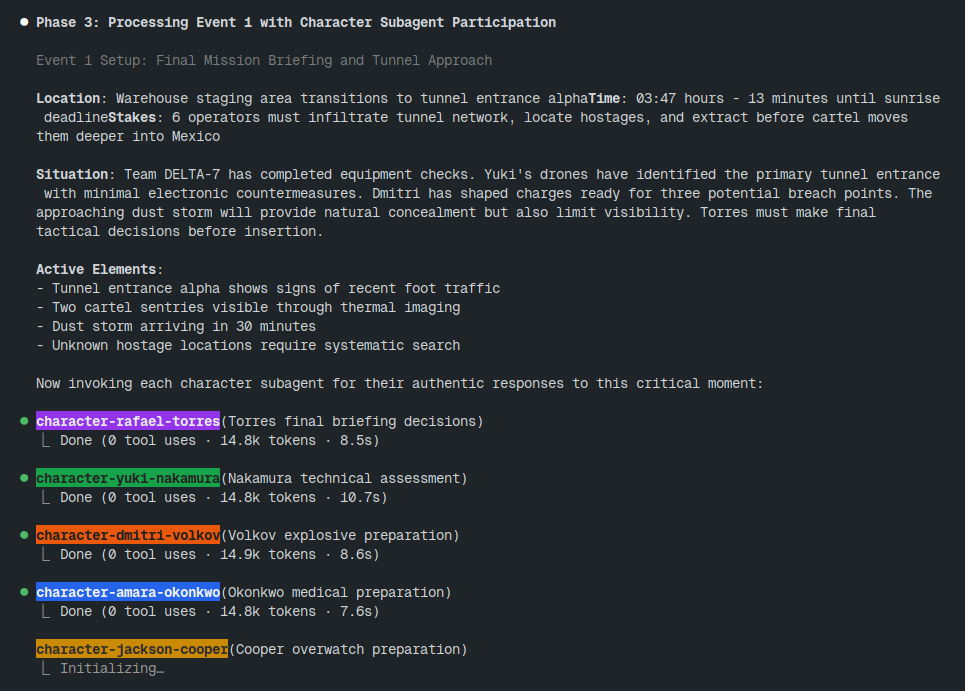 ● Phase 3: Processing Event 1 with Character Subagent Participation
Event 1 Setup: Final Mission Briefing and Tunnel Approach
Location: Warehouse staging area transitions to tunnel entrance alphaTime: 03:47 hours - 13 minutes until sunrise
deadlineStakes: 6 operators must infiltrate tunnel network, locate hostages, and extract before cartel moves
them deeper into Mexico
Situation: Team DELTA-7 has completed equipment checks. Yuki's drones have identified the primary tunnel entrance
with minimal electronic countermeasures. Dmitri has shaped charges ready for three potential breach points. The
approaching dust storm will provide natural concealment but also limit visibility. Torres must make final
tactical decisions before insertion.
Active Elements:
- Tunnel entrance alpha shows signs of recent foot traffic
- Two cartel sentries visible through thermal imaging
- Dust storm arriving in 30 minutes
- Unknown hostage locations require systematic search
Now invoking each character subagent for their authentic responses to this critical moment:
● character-rafael-torres(Torres final briefing decisions)
⎿ Done (0 tool uses · 14.8k tokens · 8.5s)
● character-yuki-nakamura(Nakamura technical assessment)
⎿ Done (0 tool uses · 14.8k tokens · 10.7s)
● character-dmitri-volkov(Volkov explosive preparation)
⎿ Done (0 tool uses · 14.9k tokens · 8.6s)
● character-amara-okonkwo(Okonkwo medical preparation)
⎿ Done (0 tool uses · 14.8k tokens · 7.6s)
character-jackson-cooper(Cooper overwatch preparation)
⎿ Initializing…